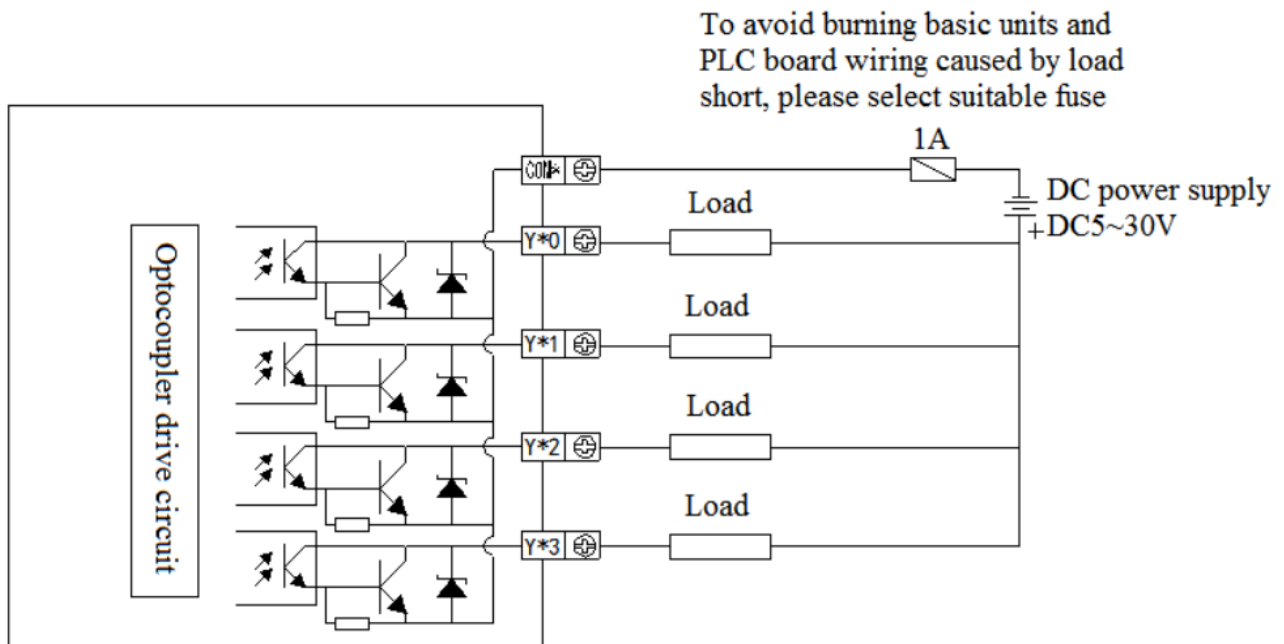 To avoid burning basic units and
PLC board wiring caused by load
short, please select suitable fuse
1A
DC power supply
+DC5~30V
Load
Y*0
Load
Y*1
Load
Y*2
Load
Y*3
Optocoupler drive circuit